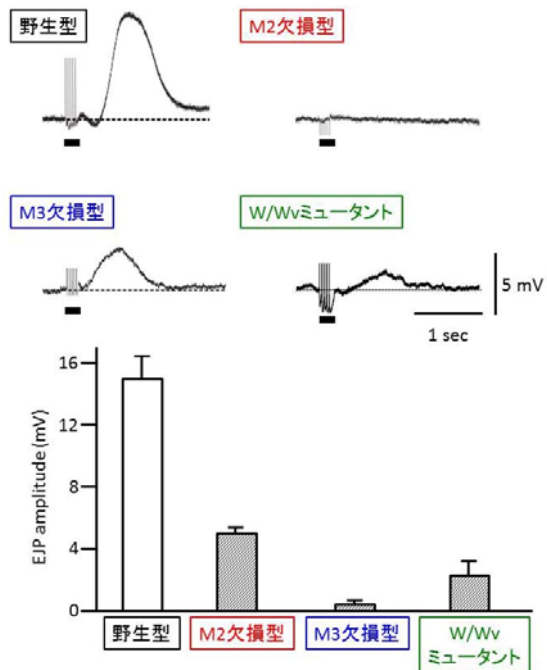 野生型
M2欠損型
M3欠損型
W/Wvミュータント
5 mV
1 sec
EJP amplitude (mV)
16
12
8
4
0
野生型
M2欠損型
M3欠損型
W/Wv
ミュータント